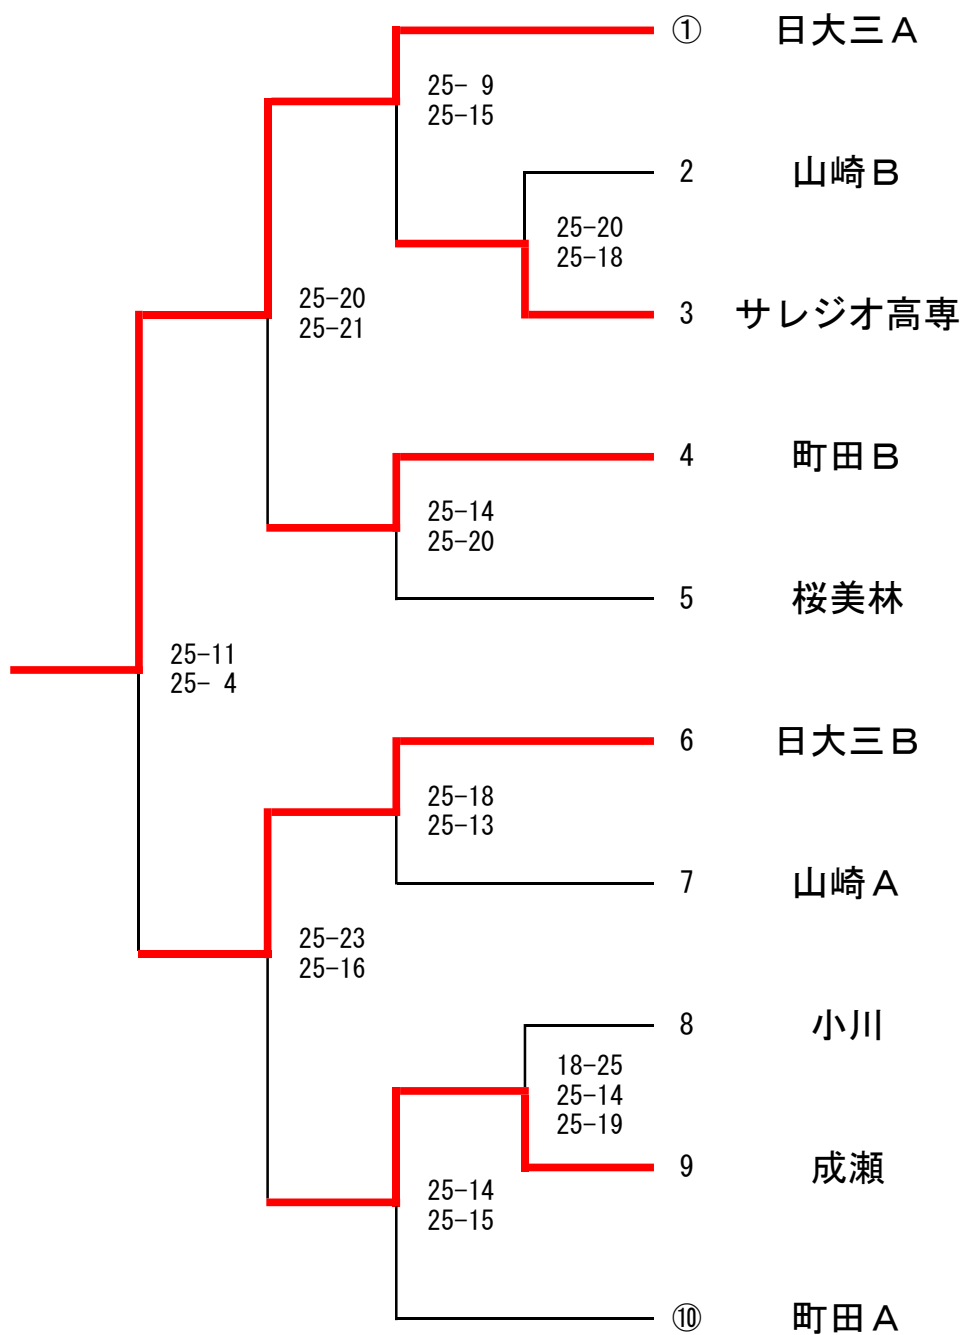 ① 日大三A
25- 9
25-15
2 山崎B
25-20
25-18
3 サレジオ高専
25-20
25-21
4 町田B
25-14
25-20
5 桜美林
25-11
25- 4
6 日大三B
25-18
25-13
7 山崎A
25-23
25-16
8 小川
18-25
25-14
25-19
9 成瀬
25-14
25-15
⑩ 町田A